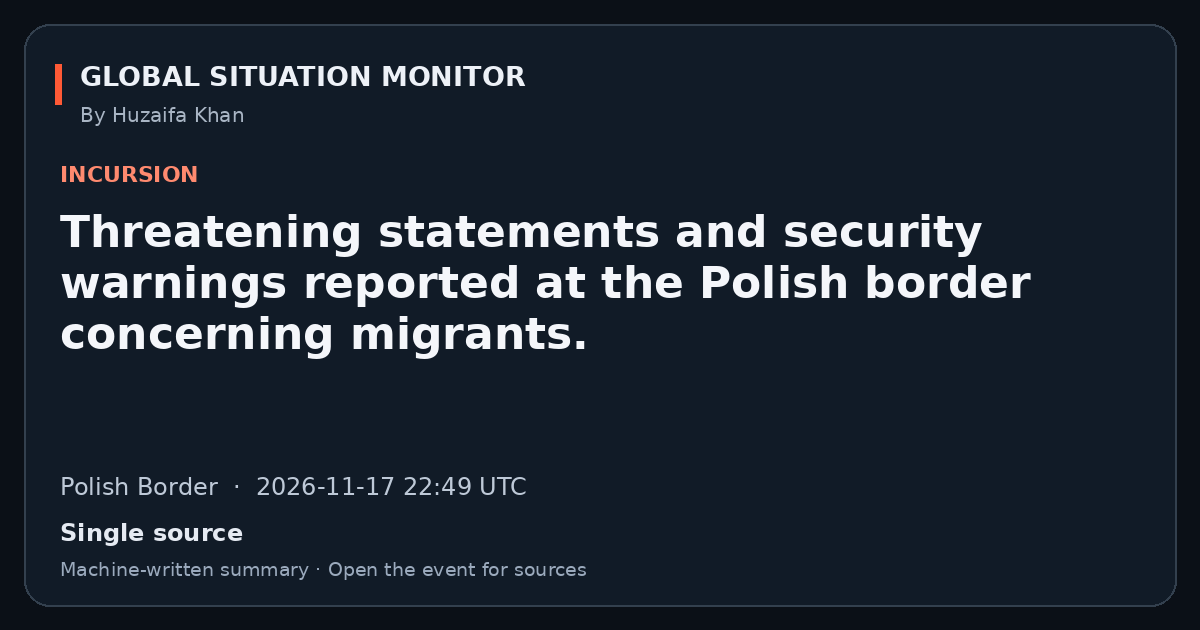 GLOBAL SITUATION MONITOR
By Huzaifa Khan
INCURSION
Threatening statements and security
warnings reported at the Polish border
concerning migrants.
Polish Border · 2026-11-17 22:49 UTC
Single source
Machine-written summary · Open the event for sources